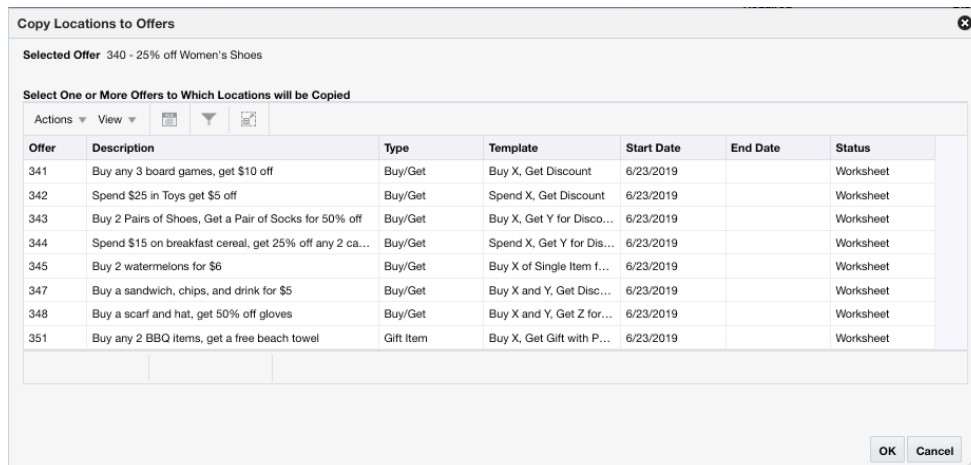 Copy Locations to Offers
Selected Offer 340 - 25% off Women's Shoes
Select One or More Offers to Which Locations will be Copied
Actions View
Offer Description Type Template Start Date End Date Status
341 Buy any 3 board games, get $10 off Buy/Get Buy X, Get Discount 6/23/2019 Worksheet
342 Spend $25 in Toys get $5 off Buy/Get Spend X, Get Discount 6/23/2019 Worksheet
343 Buy 2 Pairs of Shoes, Get a Pair of Socks for 50% off Buy/Get Buy X, Get Y for Disco... 6/23/2019 Worksheet
344 Spend $15 on breakfast cereal, get 25% off any 2 ca... Buy/Get Spend X, Get Y for Dis... 6/23/2019 Worksheet
345 Buy 2 watermelons for $6 Buy/Get Buy X of Single Item f... 6/23/2019 Worksheet
347 Buy a sandwich, chips, and drink for $5 Buy/Get Buy X and Y, Get Disc... 6/23/2019 Worksheet
348 Buy a scarf and hat, get 50% off gloves Buy/Get Buy X and Y, Get Z for... 6/23/2019 Worksheet
351 Buy any 2 BBQ items, get a free beach towel Gift Item Buy X, Get Gift with P... 6/23/2019 Worksheet
OK Cancel